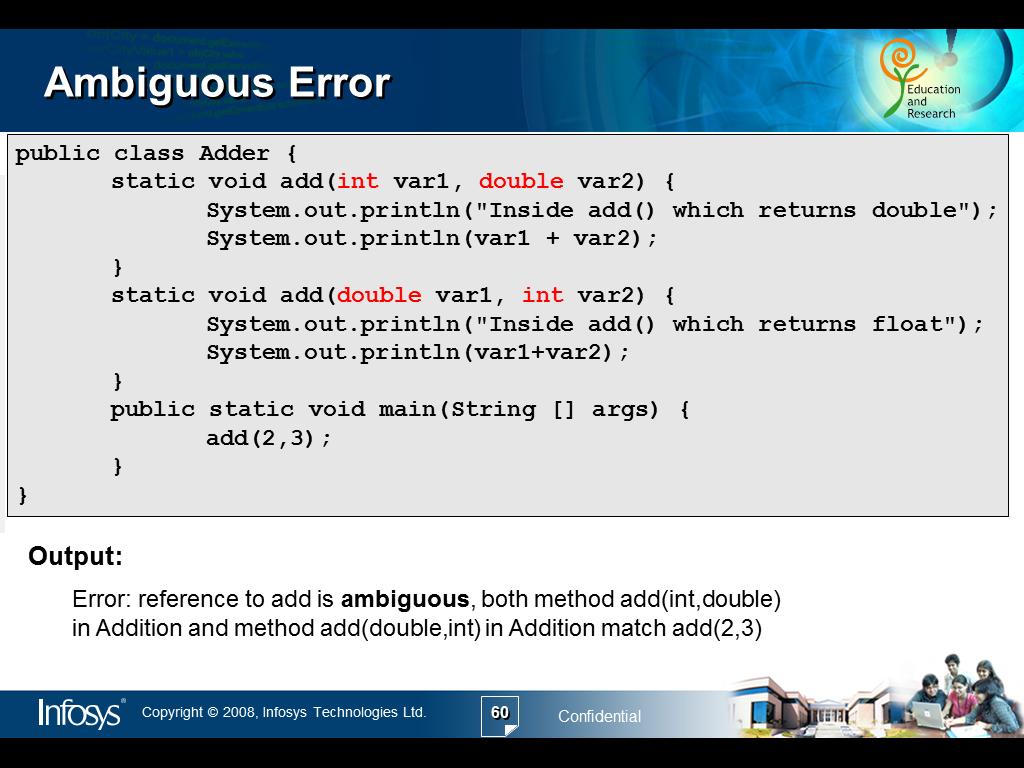 Ambiguous Error
Education
and
Research
public class Adder {
static void add(int var1, double var2) {
System.out.println("Inside add() which returns double");
System.out.println(var1 + var2);
}
static void add(double var1, int var2) {
System.out.println("Inside add() which returns float");
System.out.println(var1+var2);
}
public static void main(String [] args) {
add(2,3);
}
}
Output:
Error: reference to add is ambiguous, both method add(int,double)
in Addition and method add(double,int) in Addition match add(2,3)
Infosys® Copyright © 2008, Infosys Technologies Ltd. 60 Confidential